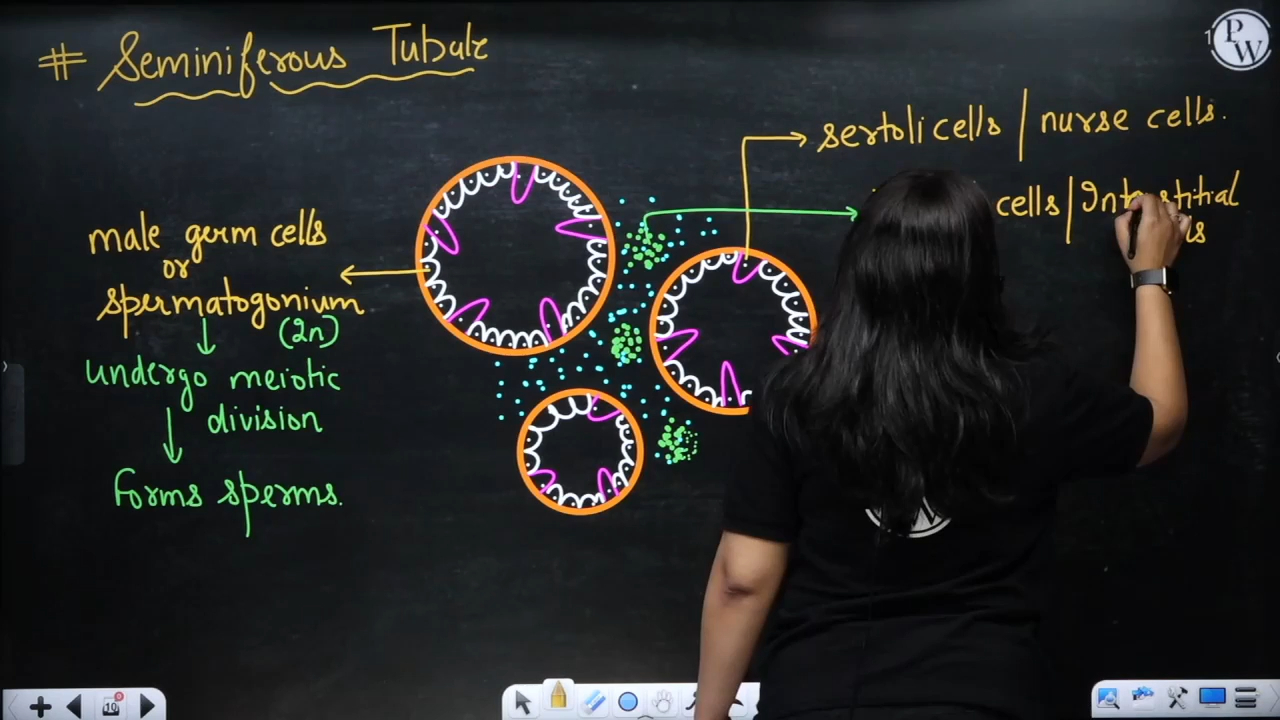 # Seminiferous Tubule
PW
sertoli cells / nurse cells.
cells / Interstitial
male germ cells
or
spermatogonium
(2n)
undergo meiotic
division
Forms sperms.
10